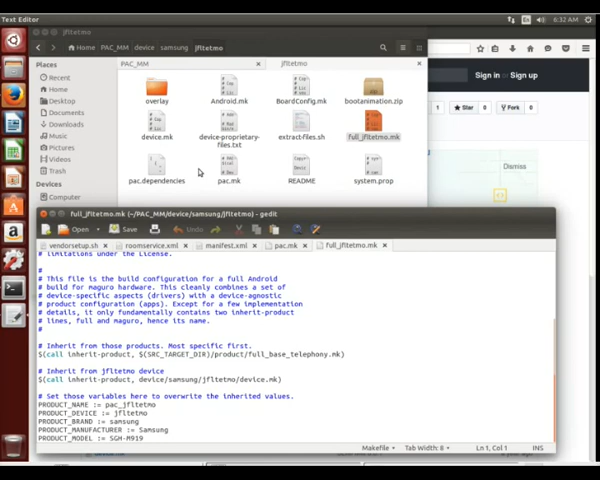 Text Editor
En
6:32 AM
jfltetmo
Home
PAC_MM
device
samsung
jfltetmo
Places
Recent
Home
Desktop
Documents
Downloads
Music
Pictures
Videos
Trash
Devices
Computer
PAC_MM
jfltetmo
overlay
Android.mk
BoardConfig.mk
bootanimation.zip
device.mk
device-proprietary-
files.txt
extract-files.sh
full_jfltetmo.mk
pac.dependencies
pac.mk
README
system.prop
Sign in or Sign up
1
Star
0
Fork
0
Dismiss
full_jfltetmo.mk (~/PAC_MM/device/samsung/jfltetmo) - gedit
Open
Save
Undo
vendorsetup.sh
roomservice.xml
manifest.xml
pac.mk
full_jfltetmo.mk
# limitations under the License.
#
# This file is the build configuration for a full Android
# build for maguro hardware. This cleanly combines a set of
# device-specific aspects (drivers) with a device-agnostic
# product configuration (apps). Except for a few implementation
# details, it only fundamentally contains two inherit-product
# lines, full and maguro, hence its name.
#
# Inherit from those products. Most specific first.
$(call inherit-product, $(SRC_TARGET_DIR)/product/full_base_telephony.mk)
# Inherit from jfltetmo device
$(call inherit-product, device/samsung/jfltetmo/device.mk)
# Set those variables here to overwrite the inherited values.
PRODUCT_NAME := pac_jfltetmo
PRODUCT_DEVICE := jfltetmo
PRODUCT_BRAND := samsung
PRODUCT_MANUFACTURER := Samsung
PRODUCT_MODEL := SGH-M919
Makefile
Tab Width: 8
Ln 1, Col 1
INS